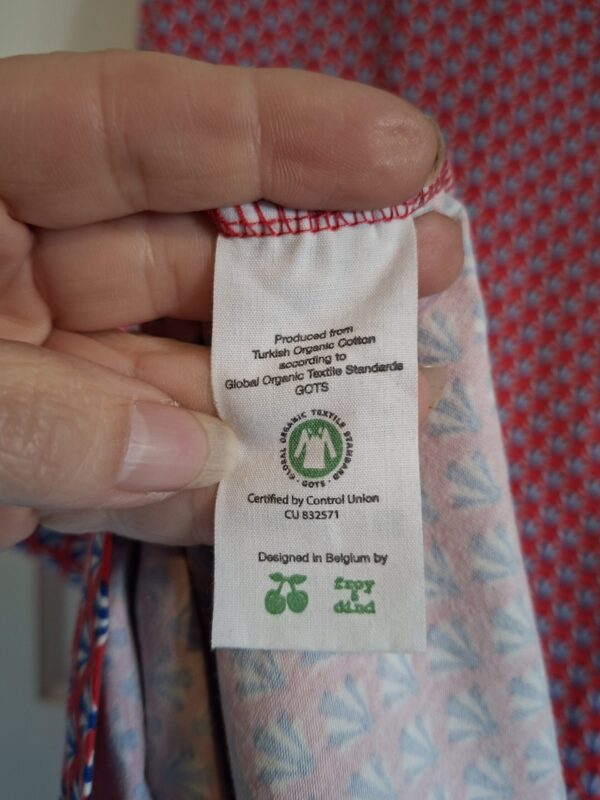 Produced from
Turkish Organic Cotton
according to
Global Organic Textile Standards
GOTS
GLOBAL ORGANIC TEXTILE STANDARD
· GOTS ·
Certified by Control Union
CU 832571
Designed in Belgium by
froy
&
dind